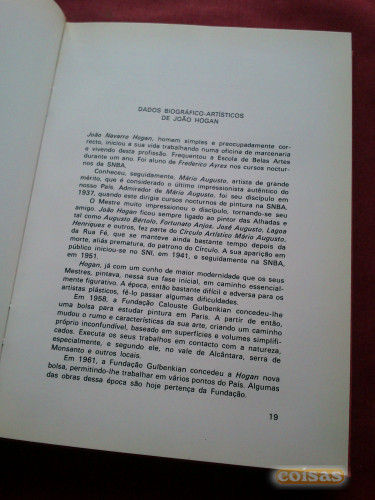 DADOS BIOGRÁFICO-ARTÍSTICOS
DE JOÃO HOGAN
João Navarro Hogan, homem simples e preocupadamente cor-
recto, iniciou a sua vida trabalhando numa oficina de marcenaria
e vivendo desta profissão. Frequentou a Escola de Belas Artes
durante um ano. Foi aluno de Frederico Ayres nos cursos noctur-
nos da SNBA.
Conheceu, seguidamente, Mário Augusto, artista de grande
mérito, que é considerado o último impressionista autêntico do
nosso País. Admirador de Mário Augusto, foi seu discípulo em
1937, quando este dirigia cursos nocturnos de pintura na SNBA.
O Mestre muito impressionou o discípulo, tornando-se seu
amigo. João Hogan ficou sempre ligado ao pintor das Alhadas e
tal como Augusto Bértolo, Fortunato Anjos, José Augusto, Lagoa
Henriques e outros, fez parte do Círculo Artístico Mário Augusto,
da Rua Fé, que se manteve ainda bastante tempo depois da
morte, aliás prematura, do patrono do Círculo. A sua aparição em
público iniciou-se no SNI, em 1941, e seguidamente na SNBA,
em 1951.
Hogan, já com um cunho de maior modernidade que os seus
Mestres, pintava, nessa sua fase inicial, em caminho essencial-
mente figurativo. A época, então bastante difícil e adversa para os
artistas plásticos, fê-lo passar algumas dificuldades.
Em 1958, a Fundação Calouste Gulbenkian concedeu-lhe
uma bolsa para estudar pintura em Paris. A partir de então,
mudou o rumo e características da sua arte, criando um caminho
próprio inconfundível, baseado em superfícies e volumes simplifi-
cados. Executa os seus trabalhos em contacto com a natureza,
especialmente, e segundo ele, no vale de Alcântara, serra de
Monsanto e outros locais.
Em 1961, a Fundação Gulbenkian concedeu a Hogan nova
bolsa, permitindo-lhe trabalhar em vários pontos do País. Algumas
das obras dessa época são hoje pertença da Fundação.
19
coisas